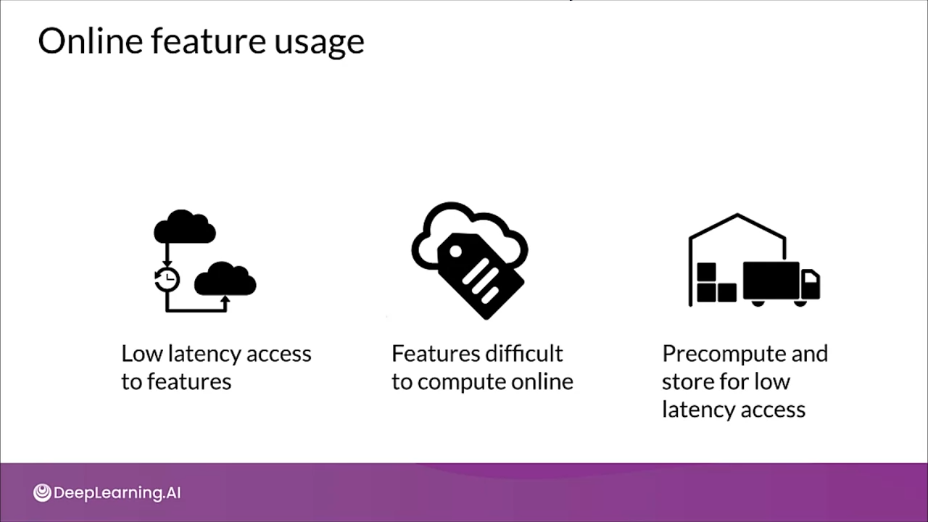 Online feature usage
Low latency access
to features
Features difficult
to compute online
Precompute and
store for low
latency access
DeepLearning.AI